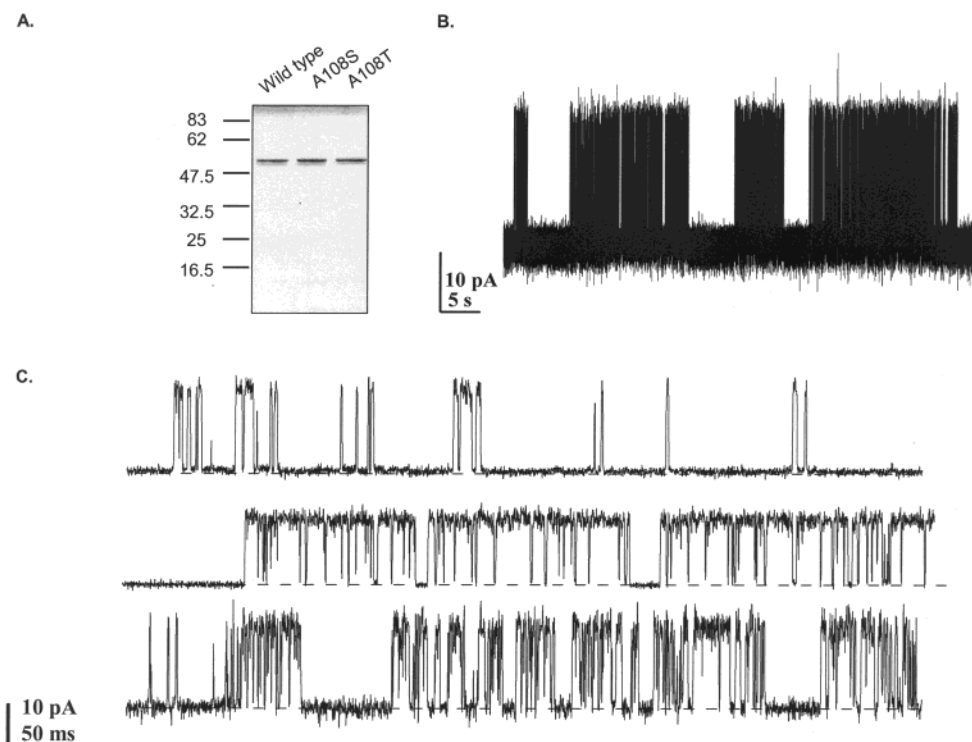 A.
B.
Wild type
A108S
A108T
83
62
47.5
32.5
25
16.5
10 pA
5 s
C.
10 pA
50 ms